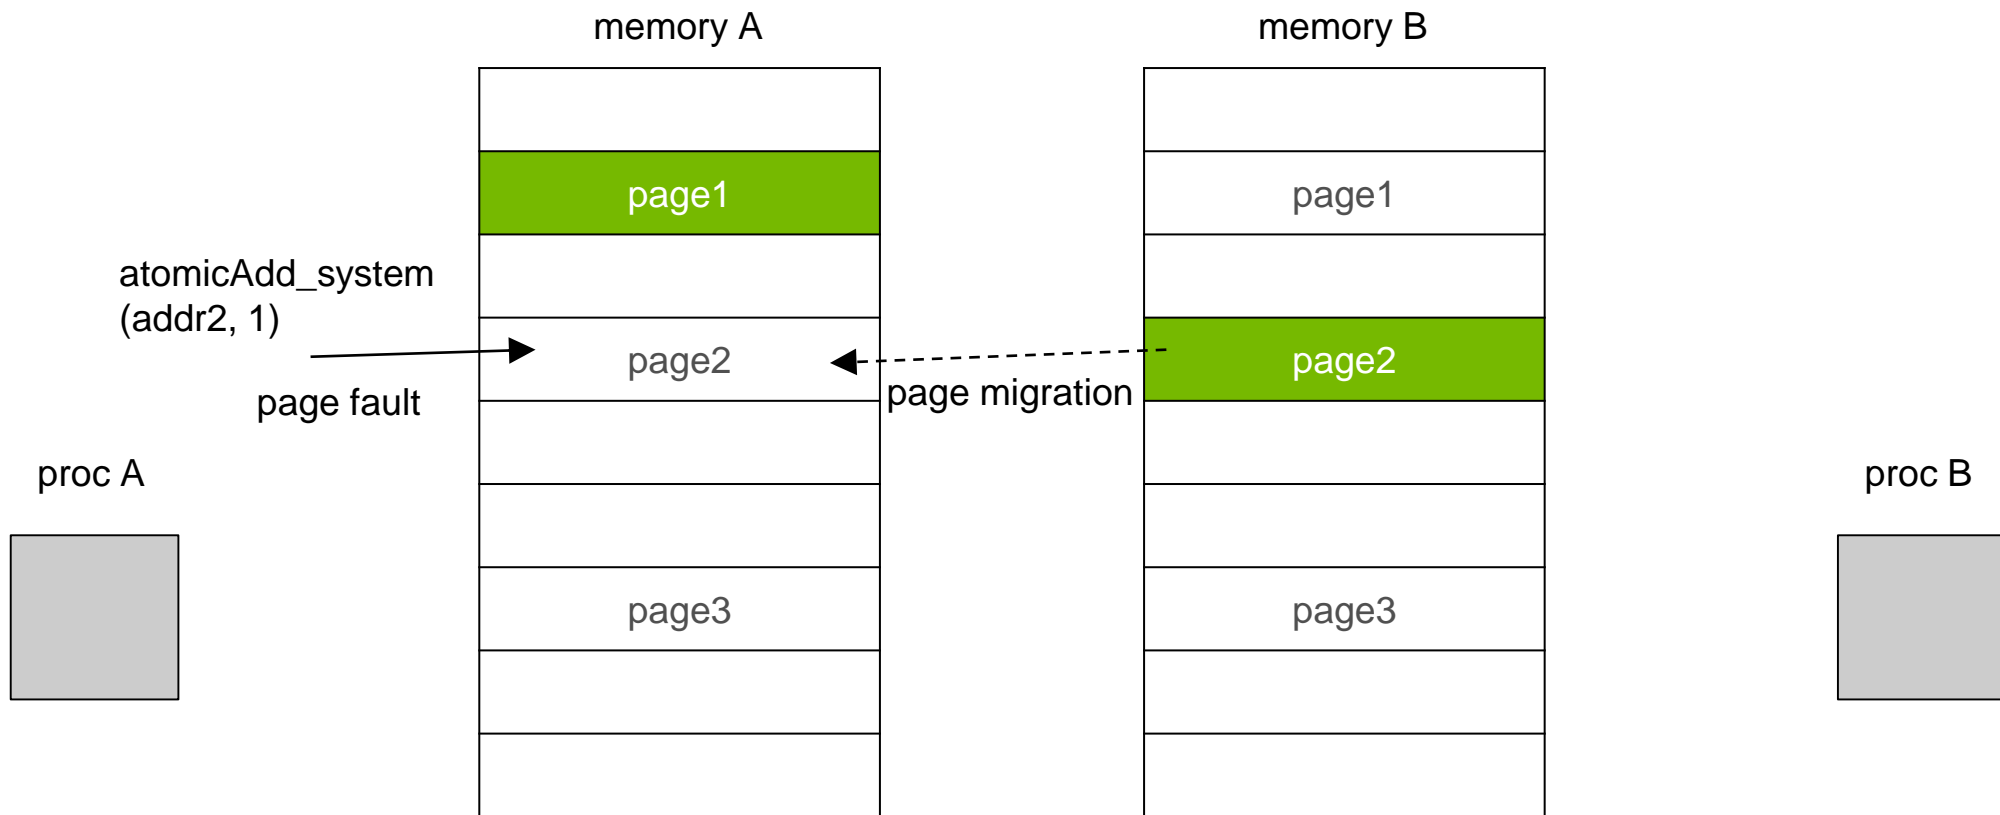 memory A
memory B
page1
page1
atomicAdd_system
(addr2, 1)
page2
page2
page fault
page migration
proc A
proc B
page3
page3